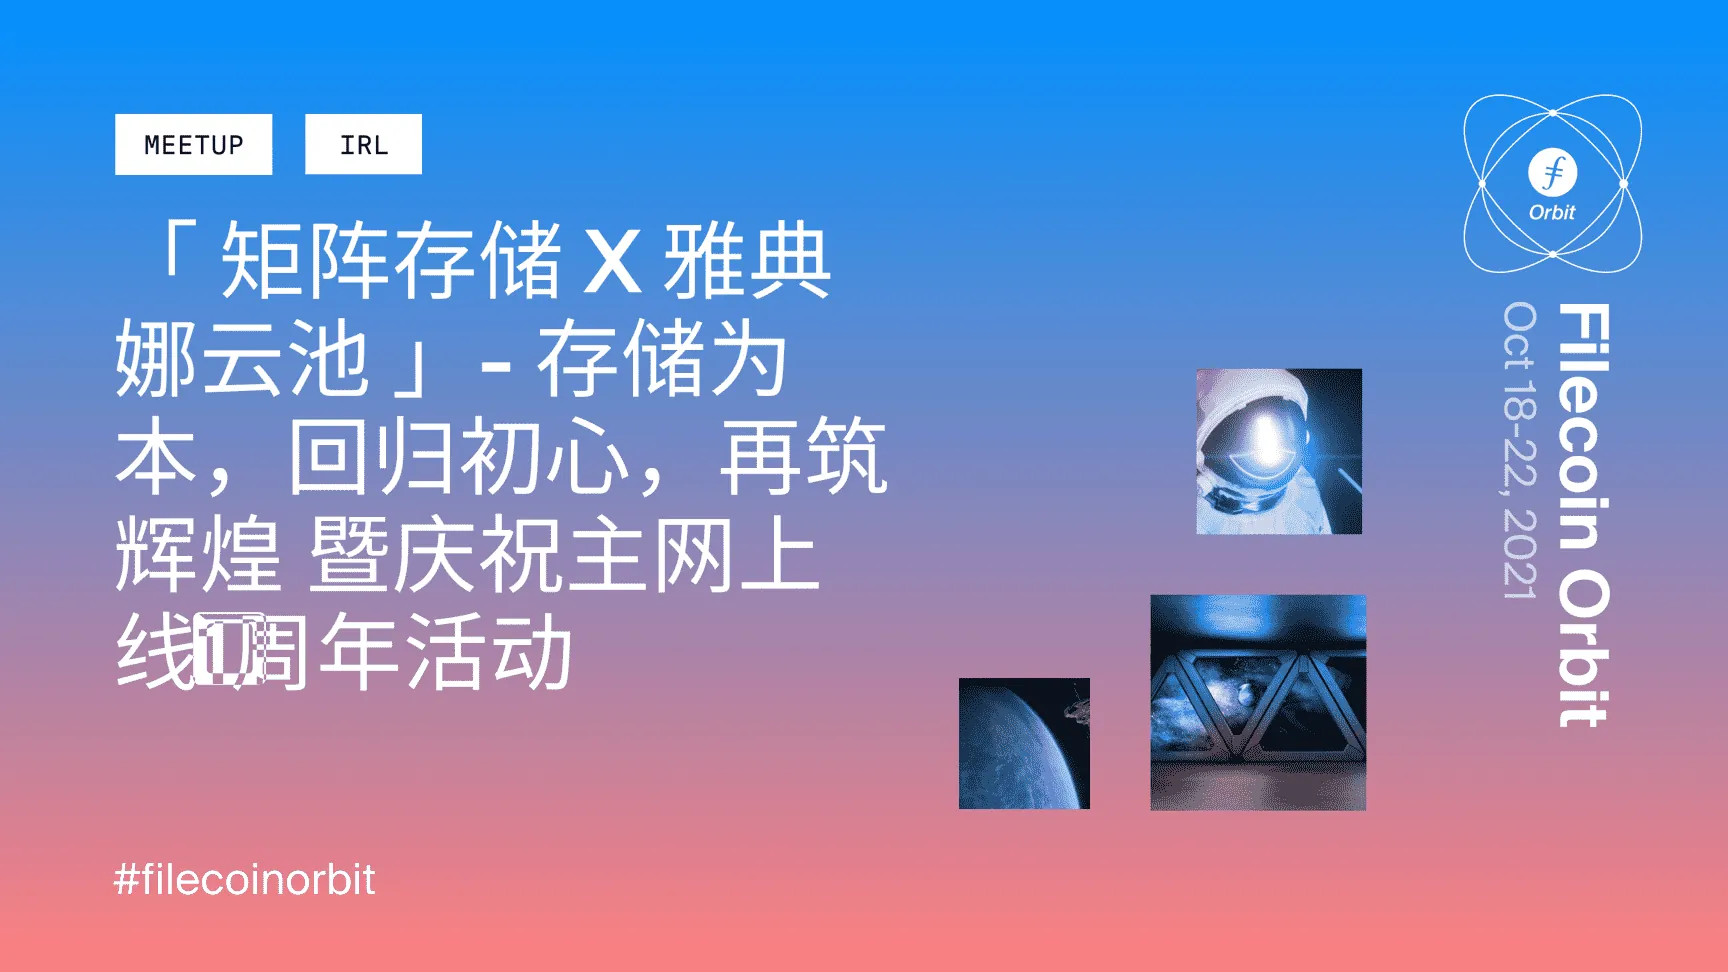 MEETUP
IRL
「 矩阵存储 X 雅典
娜云池 」- 存储为
本，回归初心，再筑
辉煌 暨庆祝主网上
线1周年活动
#filecoinorbit
Orbit
Filecoin Orbit
Oct 18-22, 2021